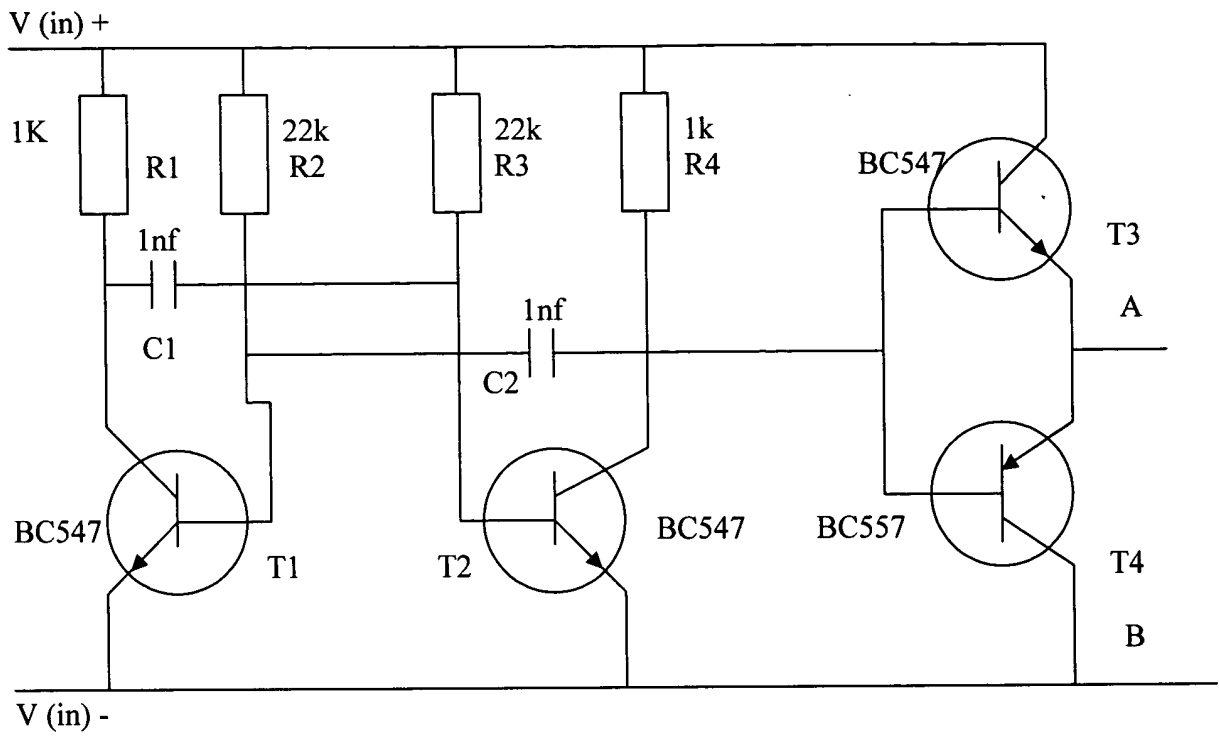 V (in) +
1K
R1
22k
R2
22k
R3
1k
R4
BC547
T3
1nf
C1
1nf
C2
A
BC547
T1
T2
BC547
BC557
T4
B
V (in) -